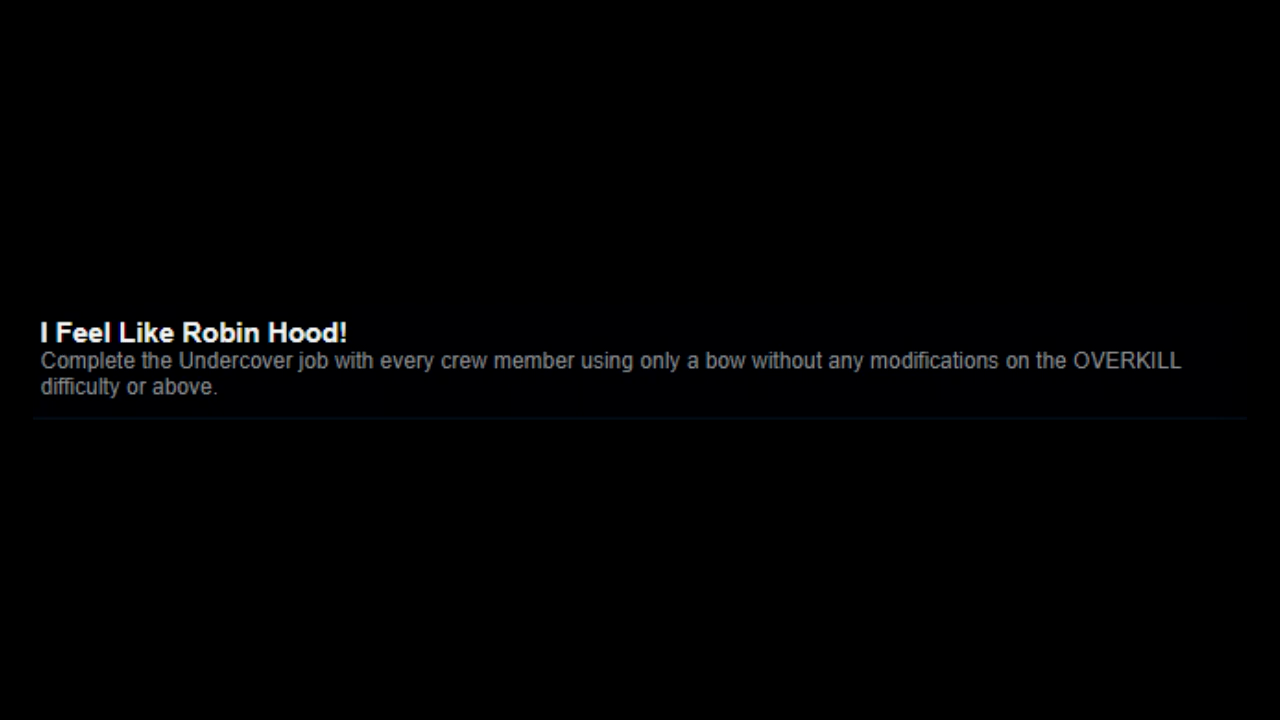 I Feel Like Robin Hood!
Complete the Undercover job with every crew member using only a bow without any modifications on the OVERKILL
difficulty or above.